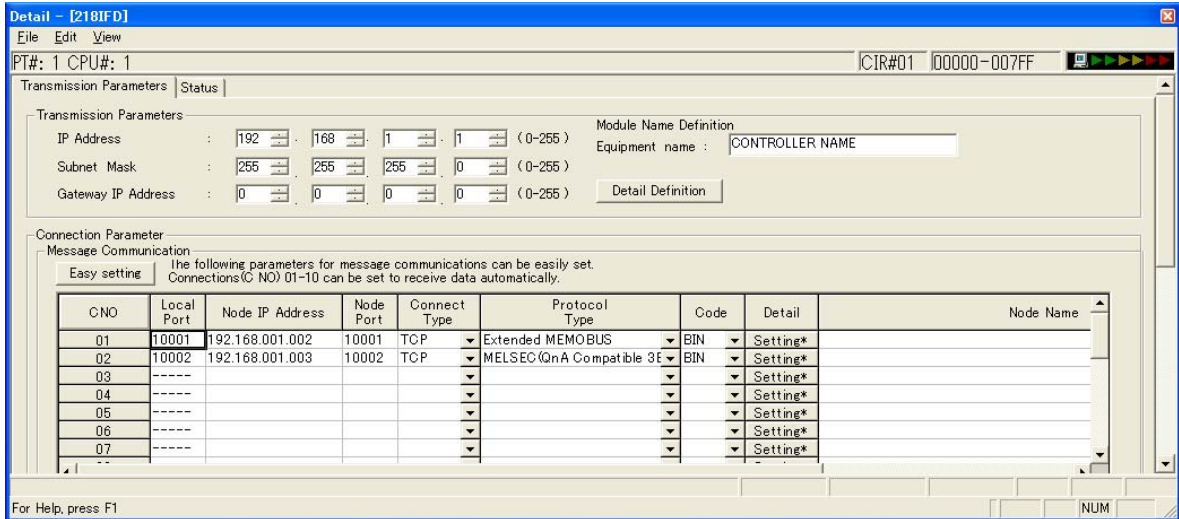 Detail - [218IFD]
File Edit View
PT#: 1 CPU#: 1 CIR#01 00000-007FF
Transmission Parameters Status
Transmission Parameters
IP Address : 192 . 168 . 1 . 1 (0-255)
Module Name Definition
Equipment name : CONTROLLER NAME
Subnet Mask : 255 . 255 . 255 . 0 (0-255)
Gateway IP Address : 0 . 0 . 0 . 0 (0-255)
Detail Definition
Connection Parameter
Message Communication
Easy setting
The following parameters for message communications can be easily set.
Connections(C NO) 01-10 can be set to receive data automatically.
CNO Local Port Node IP Address Node Port Connect Type Protocol Type Code Detail Node Name
01 10001 192.168.001.002 10001 TCP Extended MEMOBUS BIN Setting*
02 10002 192.168.001.003 10002 TCP MELSEC(QnA Compatible 3E BIN Setting*
03 ----- Setting*
04 ----- Setting*
05 ----- Setting*
06 ----- Setting*
07 ----- Setting*
For Help, press F1 NUM